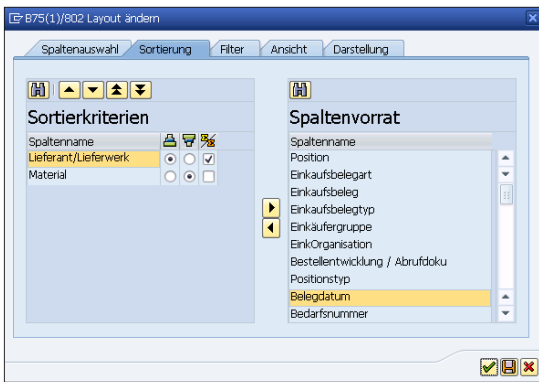 B75(1)/802 Layout ändern
Spaltenauswahl Sortierung Filter Ansicht Darstellung
Sortierkriterien
Spaltenname
Lieferant/Lieferwerk
Material
Spaltenvorrat
Spaltenname
Position
Einkaufsbelegart
Einkaufsbeleg
Einkaufsbelegtyp
Einkäufergruppe
EinkOrganisation
Bestellentwicklung / Abrufdoku
Positionstyp
Belegdatum
Bedarfsnummer